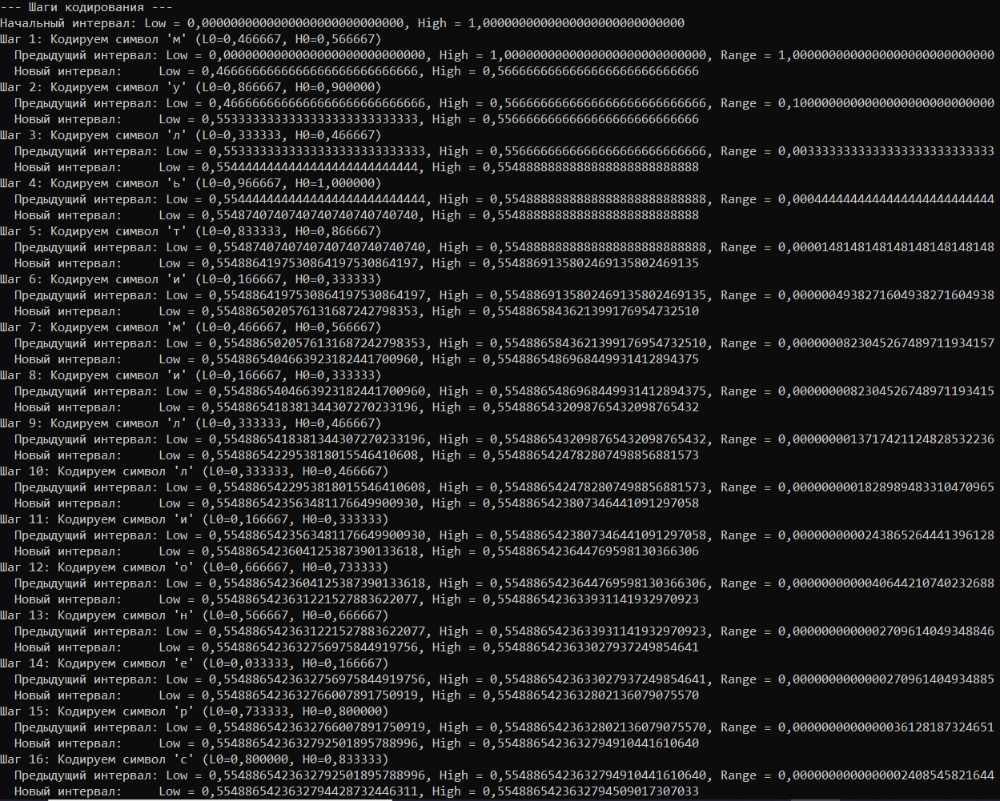 --- Шаги кодирования ---
Начальный интервал: Low = 0,0000000000000000000000000000, High = 1,0000000000000000000000000000
Шаг 1: Кодируем символ 'м' (L0=0,466667, H0=0,566667)
Предыдущий интервал: Low = 0,0000000000000000000000000000, High = 1,0000000000000000000000000000, Range = 1,0000000000000000000000000000
Новый интервал: Low = 0,4666666666666666666666666666, High = 0,5666666666666666666666666666
Шаг 2: Кодируем символ 'у' (L0=0,866667, H0=0,900000)
Предыдущий интервал: Low = 0,4666666666666666666666666666, High = 0,5666666666666666666666666666, Range = 0,1000000000000000000000000000
Новый интервал: Low = 0,5533333333333333333333333333, High = 0,5566666666666666666666666666
Шаг 3: Кодируем символ 'л' (L0=0,333333, H0=0,466667)
Предыдущий интервал: Low = 0,5533333333333333333333333333, High = 0,5566666666666666666666666666, Range = 0,0033333333333333333333333333
Новый интервал: Low = 0,5544444444444444444444444444, High = 0,5548888888888888888888888888
Шаг 4: Кодируем символ 'ь' (L0=0,966667, H0=1,000000)
Предыдущий интервал: Low = 0,5544444444444444444444444444, High = 0,5548888888888888888888888888, Range = 0,0004444444444444444444444444
Новый интервал: Low = 0,5548740740740740740740740740, High = 0,5548888888888888888888888888
Шаг 5: Кодируем символ 'т' (L0=0,833333, H0=0,866667)
Предыдущий интервал: Low = 0,5548740740740740740740740740, High = 0,5548888888888888888888888888, Range = 0,0000148148148148148148148148
Новый интервал: Low = 0,5548864197530864197530864197, High = 0,5548869135802469135802469135
Шаг 6: Кодируем символ 'и' (L0=0,166667, H0=0,333333)
Предыдущий интервал: Low = 0,5548864197530864197530864197, High = 0,5548869135802469135802469135, Range = 0,0000004938271604938271604938
Новый интервал: Low = 0,5548865020576131687242798353, High = 0,5548865843621399176954732510
Шаг 7: Кодируем символ 'м' (L0=0,466667, H0=0,566667)
Предыдущий интервал: Low = 0,5548865020576131687242798353, High = 0,5548865843621399176954732510, Range = 0,0000000823045267489711934157
Новый интервал: Low = 0,5548865404663923182441700960, High = 0,5548865486968449931412894375
Шаг 8: Кодируем символ 'и' (L0=0,166667, H0=0,333333)
Предыдущий интервал: Low = 0,5548865404663923182441700960, High = 0,5548865486968449931412894375, Range = 0,0000000082304526748971193415
Новый интервал: Low = 0,5548865418381344307270233196, High = 0,5548865432098765432098765432
Шаг 9: Кодируем символ 'л' (L0=0,333333, H0=0,466667)
Предыдущий интервал: Low = 0,5548865418381344307270233196, High = 0,5548865432098765432098765432, Range = 0,0000000013717421124828532236
Новый интервал: Low = 0,5548865422953818015546410608, High = 0,5548865424782807498856881573
Шаг 10: Кодируем символ 'л' (L0=0,333333, H0=0,466667)
Предыдущий интервал: Low = 0,5548865422953818015546410608, High = 0,5548865424782807498856881573, Range = 0,0000000001828989483310470965
Новый интервал: Low = 0,5548865423563481176649900930, High = 0,5548865423807346441091297058
Шаг 11: Кодируем символ 'и' (L0=0,166667, H0=0,333333)
Предыдущий интервал: Low = 0,5548865423563481176649900930, High = 0,5548865423807346441091297058, Range = 0,0000000000243865264441396128
Новый интервал: Low = 0,5548865423604125387390133618, High = 0,5548865423644769598130366306
Шаг 12: Кодируем символ 'о' (L0=0,666667, H0=0,733333)
Предыдущий интервал: Low = 0,5548865423604125387390133618, High = 0,5548865423644769598130366306, Range = 0,0000000000040644210740232688
Новый интервал: Low = 0,5548865423631221527883622077, High = 0,5548865423633931141932970923
Шаг 13: Кодируем символ 'н' (L0=0,566667, H0=0,666667)
Предыдущий интервал: Low = 0,5548865423631221527883622077, High = 0,5548865423633931141932970923, Range = 0,0000000000002709614049348846
Новый интервал: Low = 0,5548865423632756975844919756, High = 0,5548865423633027937249854641
Шаг 14: Кодируем символ 'е' (L0=0,033333, H0=0,166667)
Предыдущий интервал: Low = 0,5548865423632756975844919756, High = 0,5548865423633027937249854641, Range = 0,0000000000000270961404934885
Новый интервал: Low = 0,5548865423632766007891750919, High = 0,5548865423632802136079075570
Шаг 15: Кодируем символ 'р' (L0=0,733333, H0=0,800000)
Предыдущий интервал: Low = 0,5548865423632766007891750919, High = 0,5548865423632802136079075570, Range = 0,0000000000000036128187324651
Новый интервал: Low = 0,5548865423632792501895788996, High = 0,5548865423632794910441610640
Шаг 16: Кодируем символ 'с' (L0=0,800000, H0=0,833333)
Предыдущий интервал: Low = 0,5548865423632792501895788996, High = 0,5548865423632794910441610640, Range = 0,0000000000000002408545821644
Новый интервал: Low = 0,5548865423632794428732446311, High = 0,5548865423632794509017307033